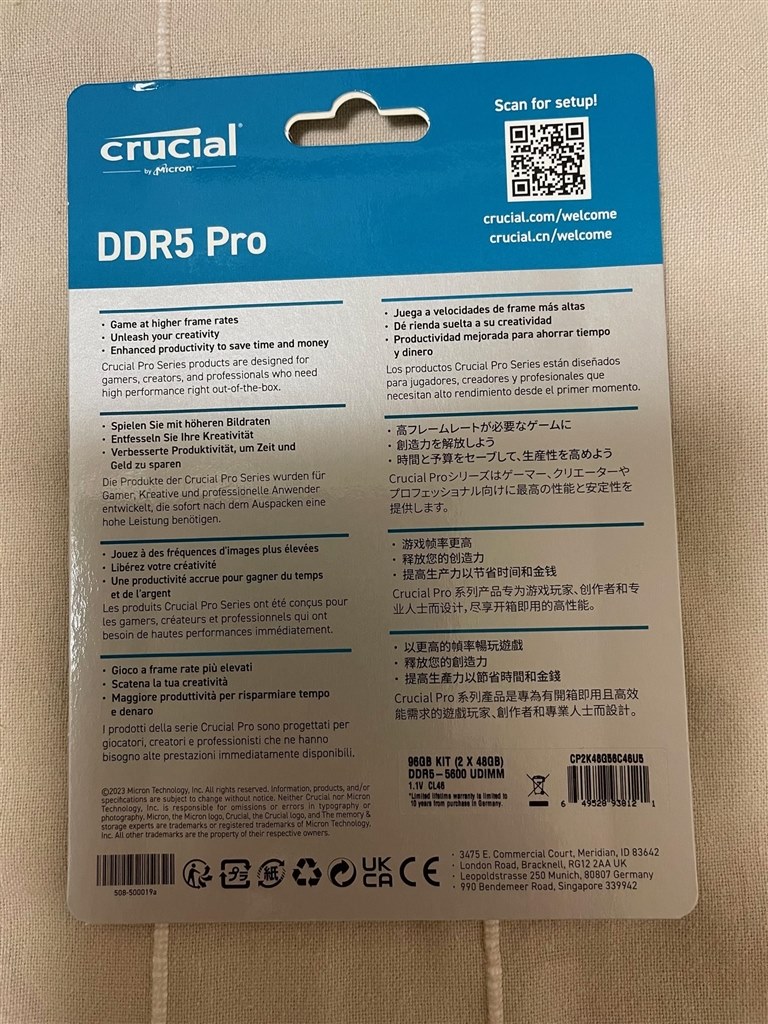 crucial
by Micron
Scan for setup!
crucial.com/welcome
crucial.cn/welcome
DDR5 Pro
· Game at higher frame rates
· Unleash your creativity
· Enhanced productivity to save time and money
Crucial Pro Series products are designed for
gamers, creators, and professionals who need
high performance right out-of-the-box.
· Spielen Sie mit höheren Bildraten
· Entfesseln Sie Ihre Kreativität
· Verbesserte Produktivität, um Zeit und
Geld zu sparen
Die Produkte der Crucial Pro Series wurden für
Gamer, Kreative und professionelle Anwender
entwickelt, die sofort nach dem Auspacken eine
hohe Leistung benötigen.
· Jouez à des fréquences d'images plus élevées
· Libérez votre créativité
· Une productivité accrue pour gagner du temps
et de l'argent
Les produits Crucial Pro Series ont été conçus pour
les gamers, créateurs et professionnels qui ont
besoin de hautes performances immédiatement.
· Gioco a frame rate più elevati
· Scatena la tua creatività
· Maggiore produttività per risparmiare tempo
e denaro
I prodotti della serie Crucial Pro sono progettati per
giocatori, creatori e professionisti che ne hanno
bisogno alte prestazioni immediatamente disponibili.
· Juega a velocidades de frame más altas
· Dé rienda suelta a su creatividad
· Productividad mejorada para ahorrar tiempo
y dinero
Los productos Crucial Pro Series están diseñados
para jugadores, creadores y profesionales que
necesitan alto rendimiento desde el primer momento.
· 高フレームレートが必要なゲームに
· 創造力を解放しよう
· 時間と予算をセーブして、生産性を高めよう
Crucial Proシリーズはゲーマー、クリエーターや
プロフェッショナル向けに最高の性能と安定性を
提供します。
· 游戏帧率更高
· 释放您的创造力
· 提高生产力以节省时间和金钱
Crucial Pro 系列产品专为游戏玩家、创作者和专
业人士而设计，尽享开箱即用的高性能。
· 以更高的幀率暢玩遊戲
· 釋放您的創造力
· 提高生產力以節省時間和金錢
Crucial Pro 系列產品是專為有開箱即用且高效
能需求的遊戲玩家、創作者和專業人士而設計。
96GB KIT (2 X 48GB)
DDR5-5600 UDIMM
1.1V CL46
*Limited lifetime warranty is limited to
10 years from purchase in Germany.
CP2K48G56C46U5
6 49528 93812 1
©2023 Micron Technology, Inc. All rights reserved. Information, products, and/or
specifications are subject to change without notice. Neither Crucial nor Micron
Technology, Inc. is responsible for omissions or errors in typography or
photography. Micron, the Micron logo, Crucial, the Crucial logo, and The memory &
storage experts are trademarks or registered trademarks of Micron Technology,
Inc. All other trademarks are the property of their respective owners.
508-500019a
紙
UK
CA
CE
· 3475 E. Commercial Court, Meridian, ID 83642
· London Road, Bracknell, RG12 2AA UK
· Leopoldstrasse 250 Munich, 80807 Germany
· 990 Bendemeer Road, Singapore 339942